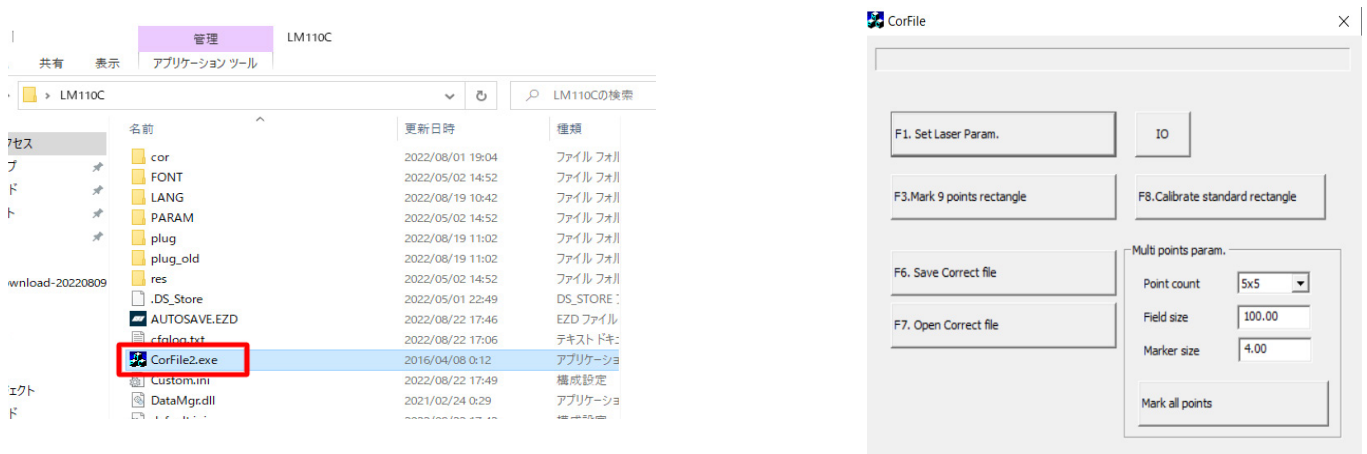 管理
LM110C
共有
表示
アプリケーション ツール
LM110C
LM110Cの検索
名前
更新日時
種類
cor
2022/08/01 19:04
ファイル フォル
FONT
2022/05/02 14:52
ファイル フォル
LANG
2022/08/19 10:42
ファイル フォル
PARAM
2022/05/02 14:52
ファイル フォル
plug
2022/08/19 11:02
ファイル フォル
plug_old
2022/08/19 11:02
ファイル フォル
res
2022/05/02 14:52
ファイル フォル
.DS_Store
2022/05/01 22:49
DS_STORE
AUTOSAVE.EZD
2022/08/22 17:46
EZD ファイル
cfglog.txt
2022/08/22 17:06
テキスト ドキ
CorFile2.exe
2016/04/08 0:12
アプリケーショ
Custom.ini
2022/08/22 17:49
構成設定
DataMgr.dll
2021/02/24 0:29
アプリケーショ
クセス
プ
ド
ト
wnload-20220809
ェクト
ド
CorFile
F1. Set Laser Param.
IO
F3.Mark 9 points rectangle
F8.Calibrate standard rectangle
F6. Save Correct file
F7. Open Correct file
Multi points param.
Point count
5x5
Field size
100.00
Marker size
4.00
Mark all points